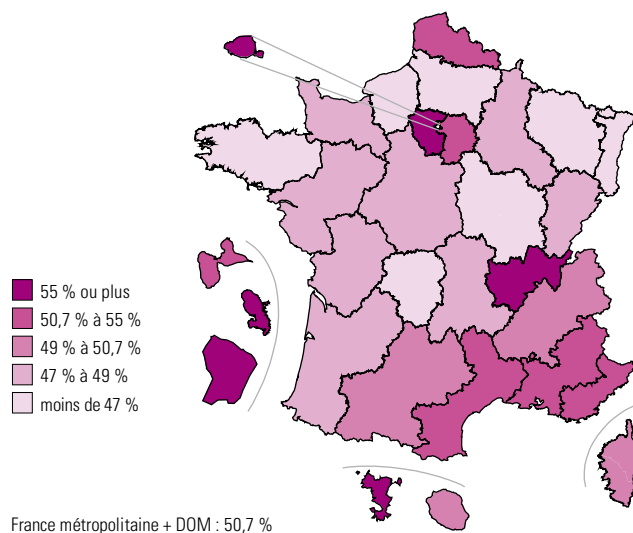 55 % ou plus
50,7 % à 55 %
49 % à 50,7 %
47 % à 49 %
moins de 47 %
France métropolitaine + DOM : 50,7 %